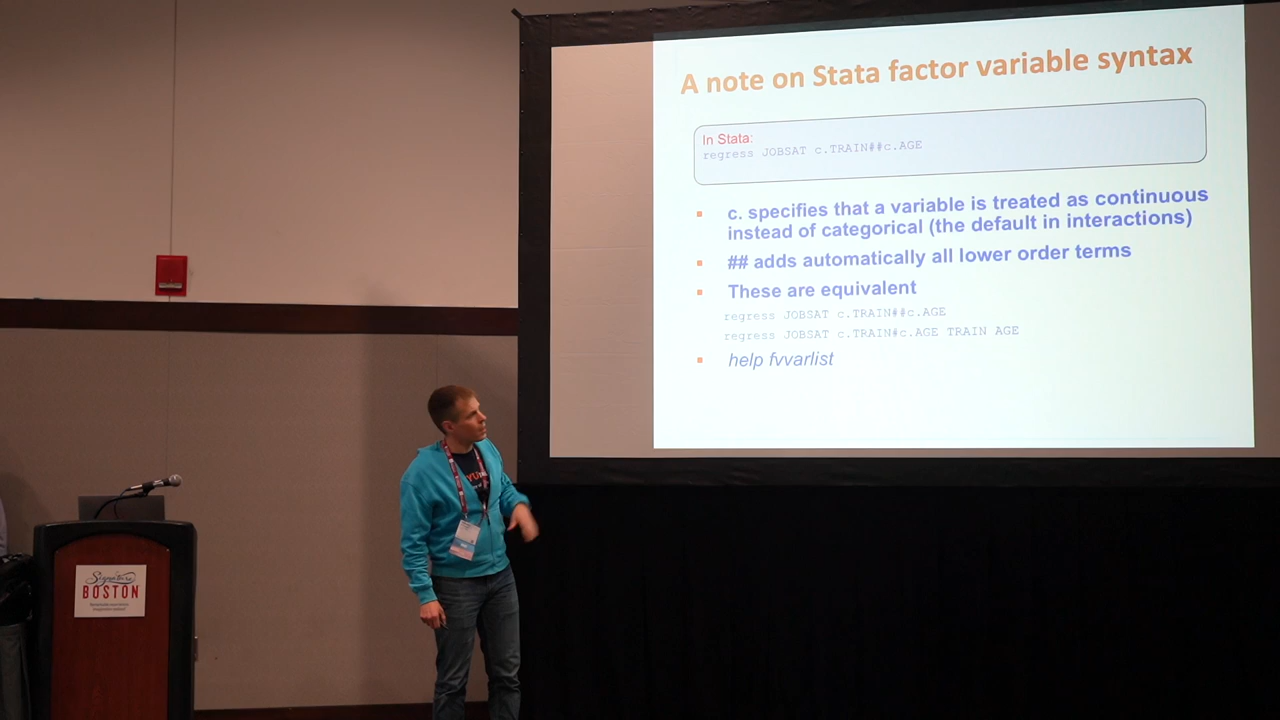 A note on Stata factor variable syntax
In Stata:
regress JOBSAT c.TRAIN##c.AGE
c. specifies that a variable is treated as continuous
instead of categorical (the default in interactions)
## adds automatically all lower order terms
These are equivalent
regress JOBSAT c.TRAIN##c.AGE
regress JOBSAT c.TRAIN#c.AGE TRAIN AGE
help fvvarlist
Signature
BOSTON